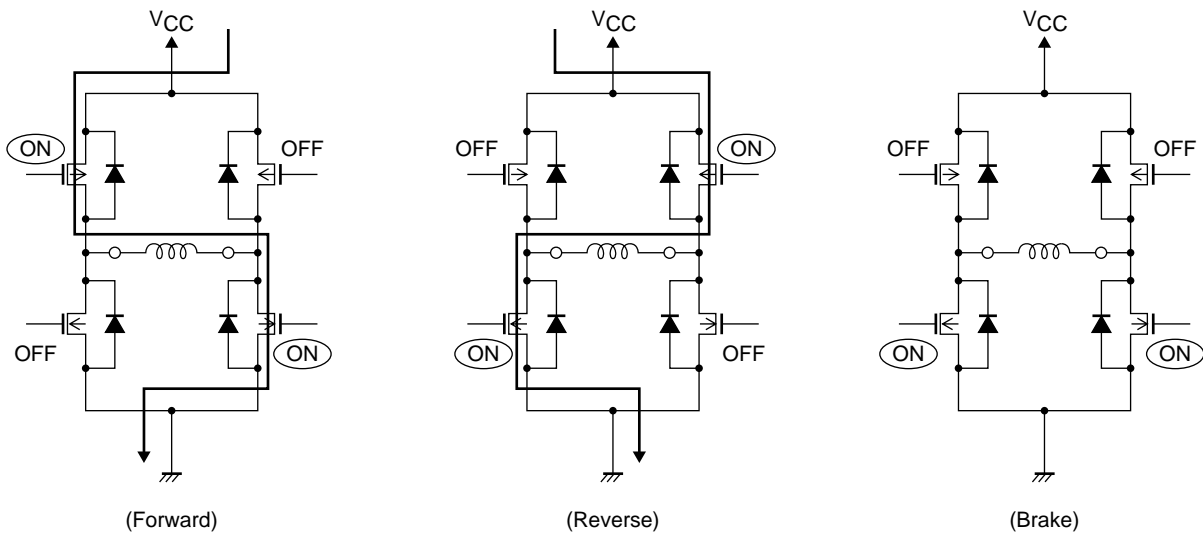 VCC
ON
OFF
OFF
ON
(Forward)
VCC
OFF
ON
ON
OFF
(Reverse)
VCC
OFF
OFF
ON
ON
(Brake)